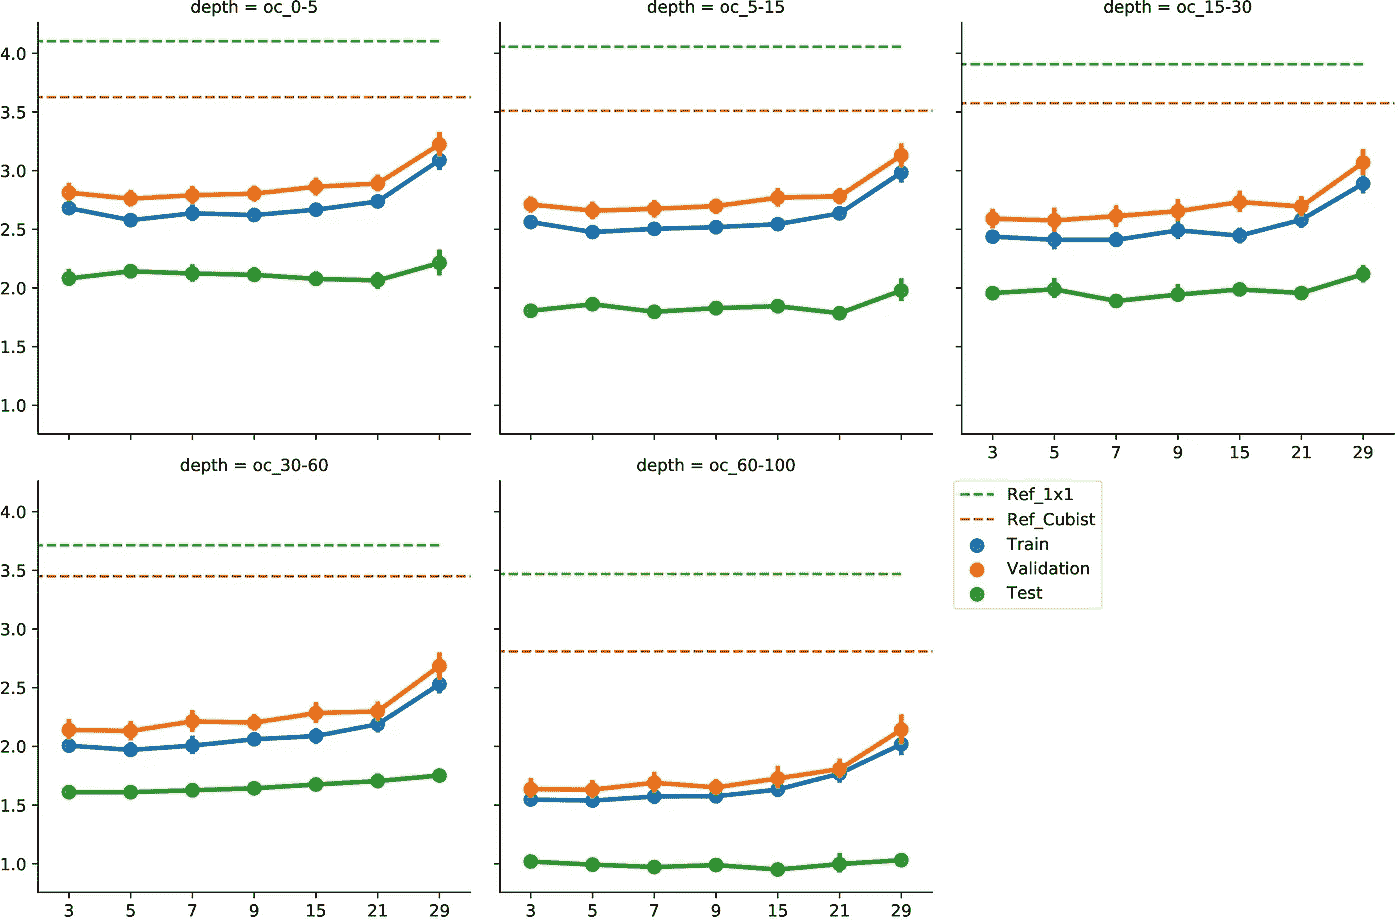 depth = oc_0-5
depth = oc_5-15
depth = oc_15-30
4.0
3.5
3.0
2.5
2.0
1.5
1.0
3 5 7 9 15 21 29
depth = oc_30-60
depth = oc_60-100
4.0
3.5
3.0
2.5
2.0
1.5
1.0
3 5 7 9 15 21 29
3 5 7 9 15 21 29
Ref_1x1
Ref_Cubist
Train
Validation
Test